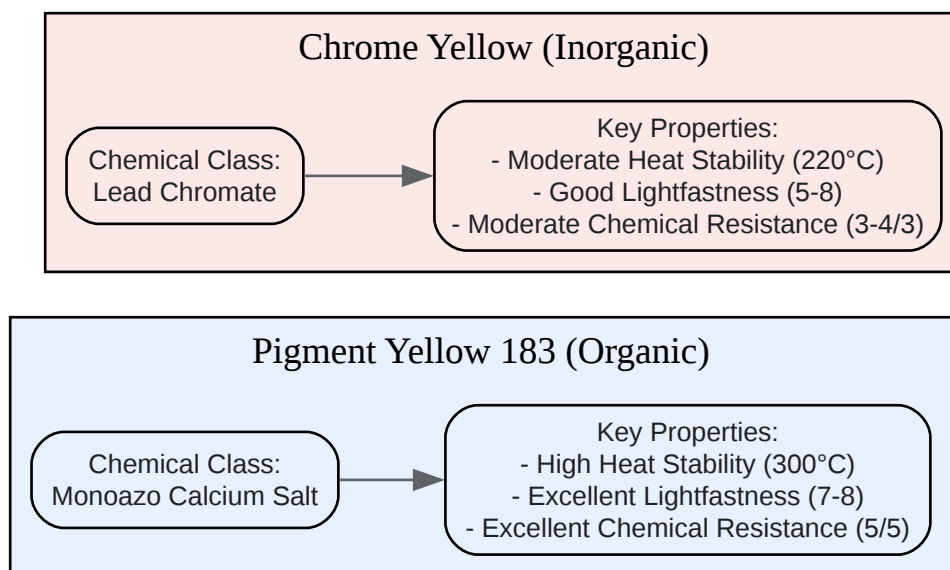 Chrome Yellow (Inorganic)
Chemical Class:
Lead Chromate
Key Properties:
- Moderate Heat Stability (220°C)
- Good Lightfastness (5-8)
- Moderate Chemical Resistance (3-4/3)
Pigment Yellow 183 (Organic)
Chemical Class:
Monoazo Calcium Salt
Key Properties:
- High Heat Stability (300°C)
- Excellent Lightfastness (7-8)
- Excellent Chemical Resistance (5/5)